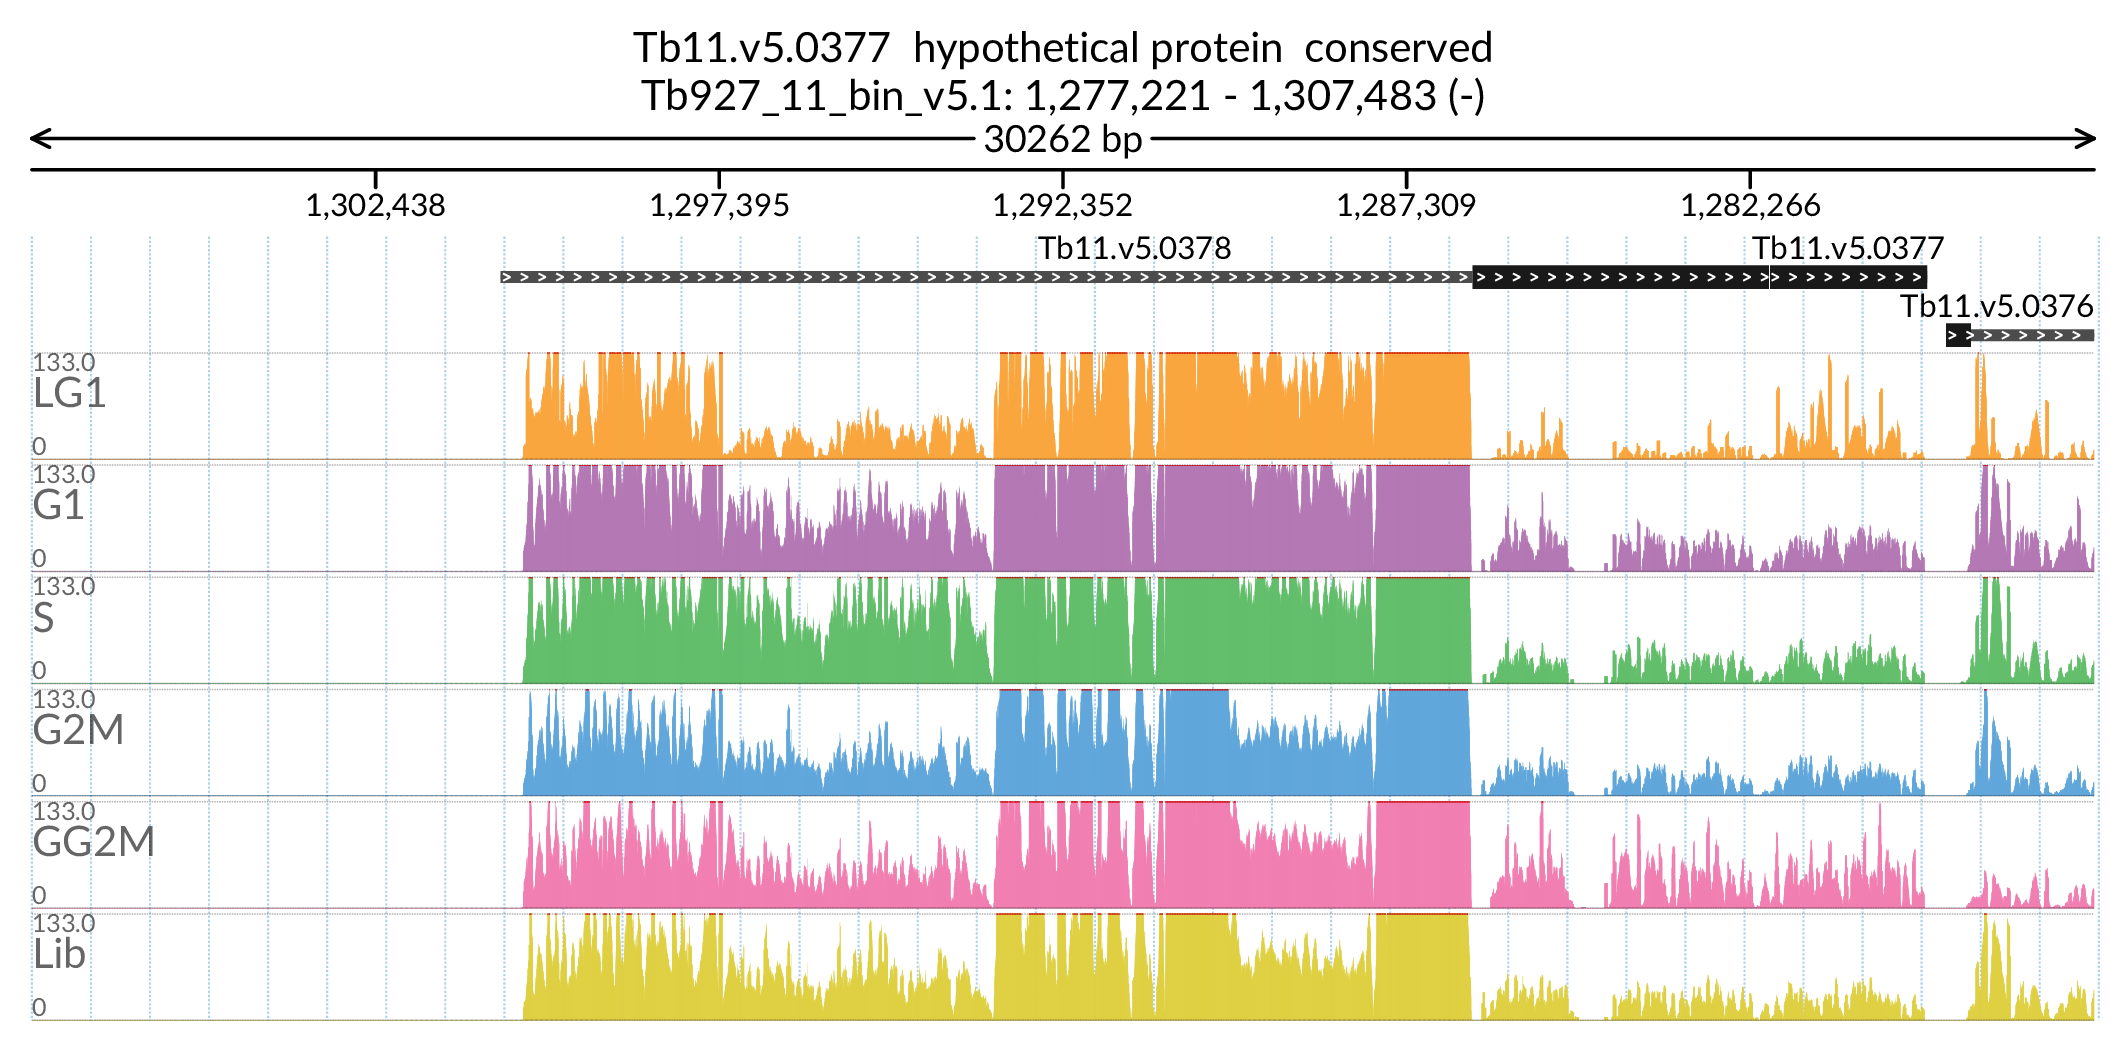 Tb11.v5.0377 hypothetical protein conserved
Tb927_11_bin_v5.1: 1,277,221 - 1,307,483 (-)
30262 bp
1,302,438 1,297,395 1,292,352 1,287,309 1,282,266
Tb11.v5.0378 Tb11.v5.0377
Tb11.v5.0376
133.0
LG1
0
133.0
G1
0
133.0
S
0
133.0
G2M
0
133.0
GG2M
0
133.0
Lib
0